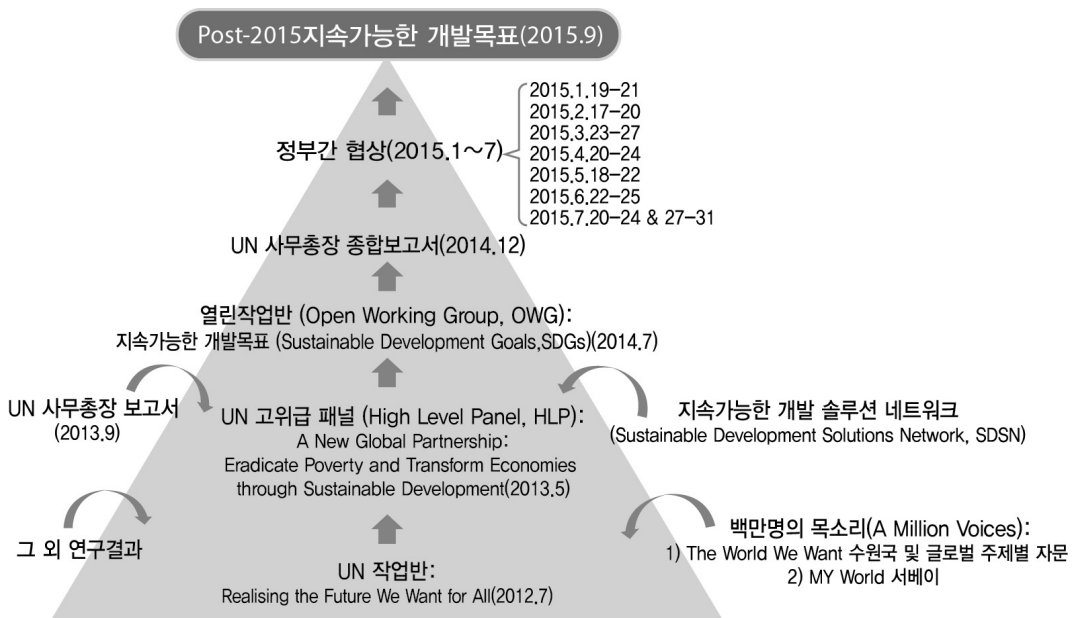 Post-2015지속가능한 개발목표(2015.9)
정부간 협상(2015.1~7)
2015.1.19-21
2015.2.17-20
2015.3.23-27
2015.4.20-24
2015.5.18-22
2015.6.22-25
2015.7.20-24 & 27-31
UN 사무총장 종합보고서(2014.12)
열린작업반 (Open Working Group, OWG):
지속가능한 개발목표 (Sustainable Development Goals,SDGs)(2014.7)
UN 사무총장 보고서
(2013.9)
UN 고위급 패널 (High Level Panel, HLP):
A New Global Partnership:
Eradicate Poverty and Transform Economies
through Sustainable Development(2013.5)
지속가능한 개발 솔루션 네트워크
(Sustainable Development Solutions Network, SDSN)
그 외 연구결과
백만명의 목소리(A Million Voices):
1) The World We Want 수원국 및 글로벌 주제별 자문
2) MY World 서베이
UN 작업반:
Realising the Future We Want for All(2012.7)